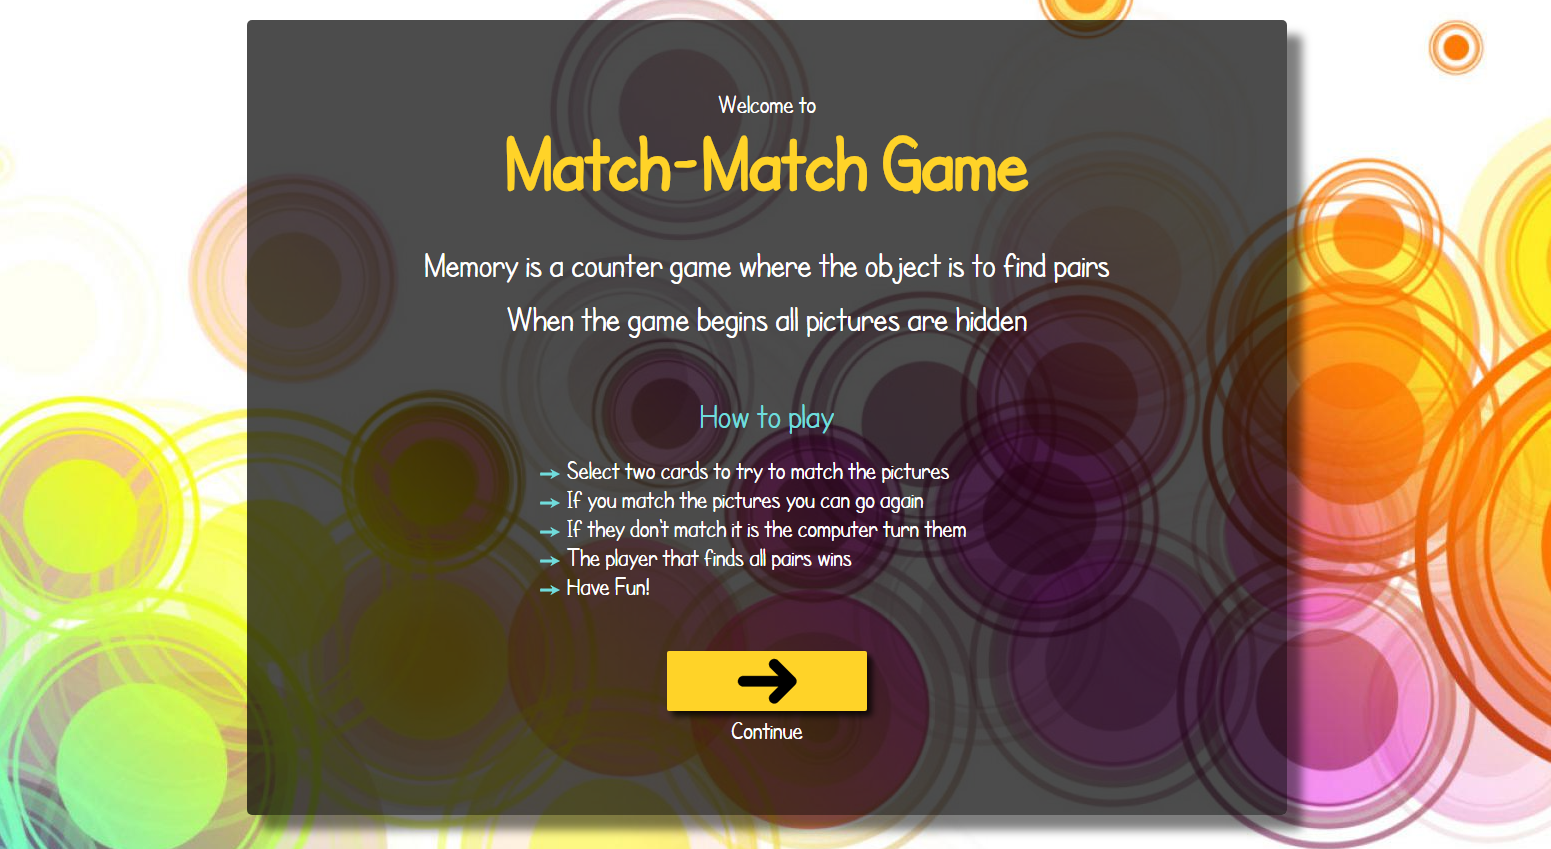 Welcome to
Match-Match Game
Memory is a counter game where the object is to find pairs
When the game begins all pictures are hidden
How to play
Select two cards to try to match the pictures
If you match the pictures you can go again
If they don't match it is the computer turn them
The player that finds all pairs wins
Have Fun!
Continue